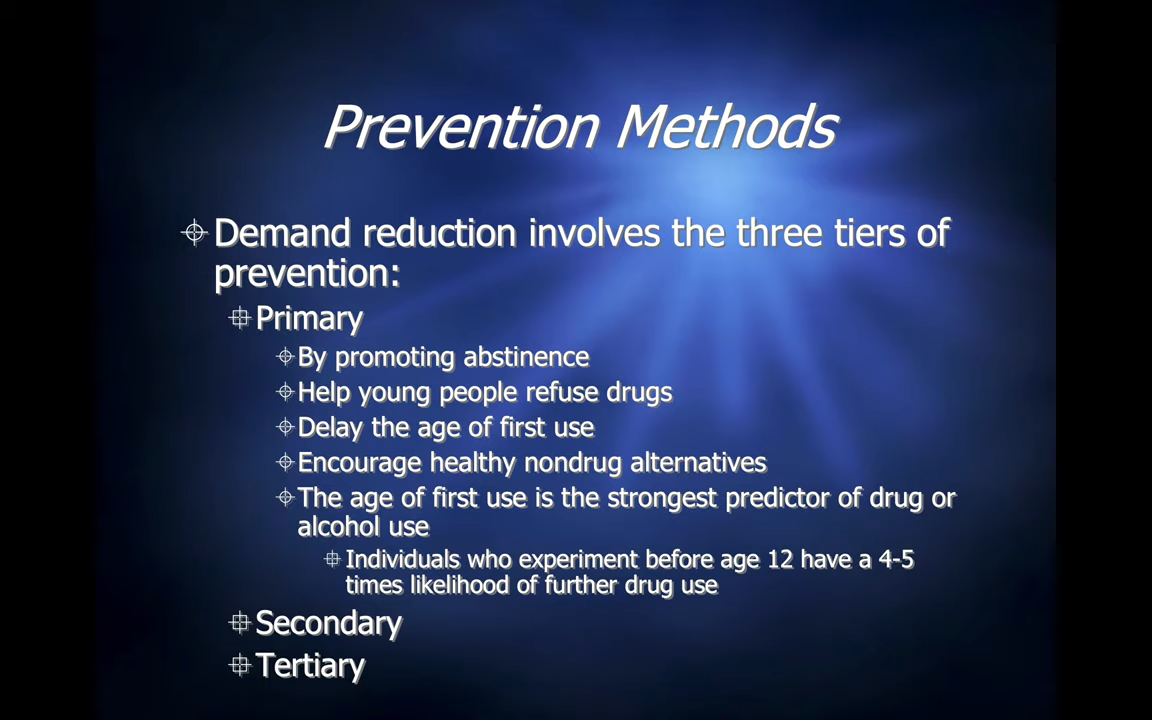 Prevention Methods
Demand reduction involves the three tiers of
prevention:
Primary
By promoting abstinence
Help young people refuse drugs
Delay the age of first use
Encourage healthy nondrug alternatives
The age of first use is the strongest predictor of drug or
alcohol use
Individuals who experiment before age 12 have a 4-5
times likelihood of further drug use
Secondary
Tertiary